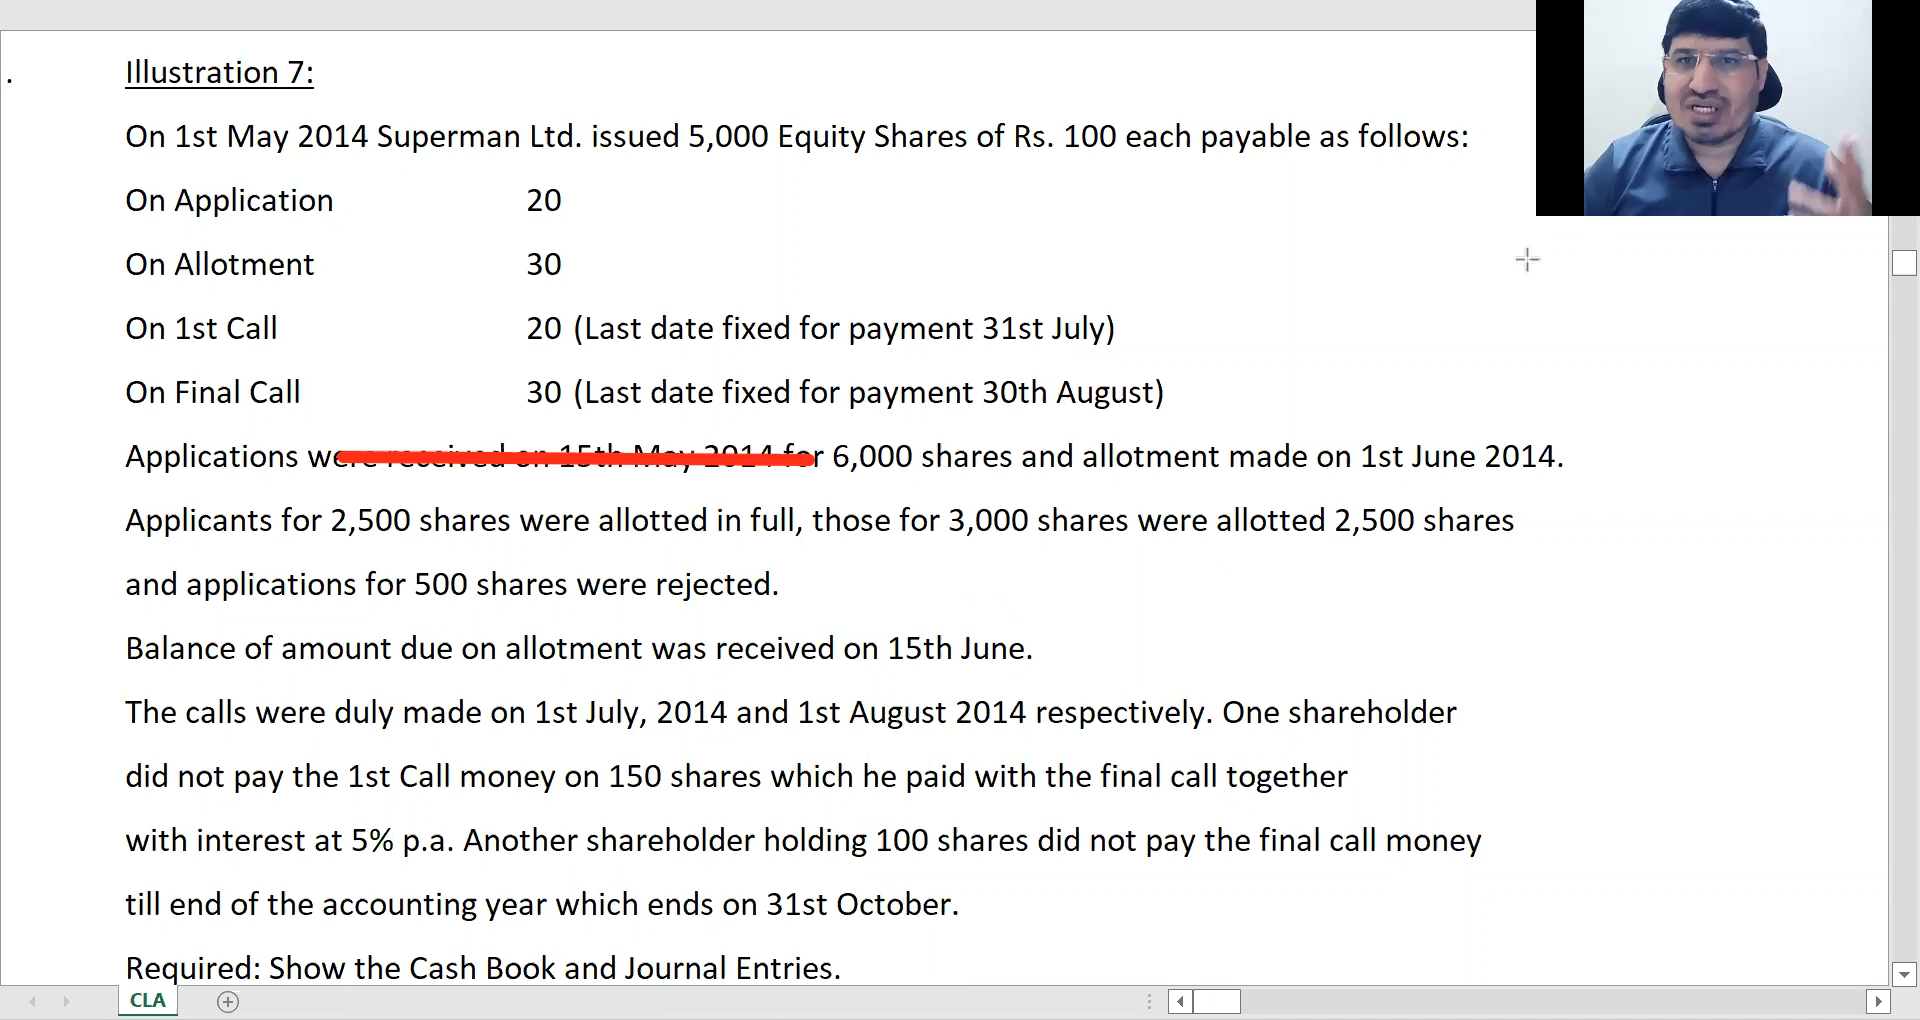 Illustration 7:
On 1st May 2014 Superman Ltd. issued 5,000 Equity Shares of Rs. 100 each payable as follows:
On Application 20
On Allotment 30
On 1st Call 20 (Last date fixed for payment 31st July)
On Final Call 30 (Last date fixed for payment 30th August)
Applications were received on 15th May 2014 for 6,000 shares and allotment made on 1st June 2014.
Applicants for 2,500 shares were allotted in full, those for 3,000 shares were allotted 2,500 shares
and applications for 500 shares were rejected.
Balance of amount due on allotment was received on 15th June.
The calls were duly made on 1st July, 2014 and 1st August 2014 respectively. One shareholder
did not pay the 1st Call money on 150 shares which he paid with the final call together
with interest at 5% p.a. Another shareholder holding 100 shares did not pay the final call money
till end of the accounting year which ends on 31st October.
Required: Show the Cash Book and Journal Entries.
CLA